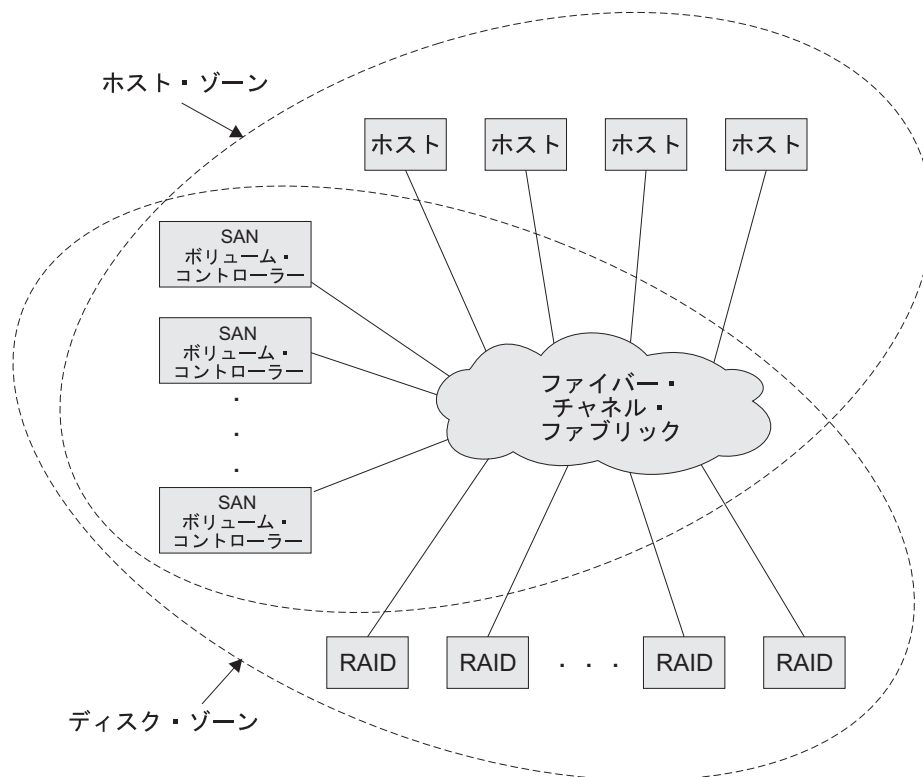 ホスト・ゾーン
ホスト
ホスト
ホスト
ホスト
SAN
ボリューム・
コントローラー
SAN
ボリューム・
コントローラー
ファイバー・
チャネル・
ファブリック
SAN
ボリューム・
コントローラー
RAID
RAID
. . .
RAID
RAID
ディスク・ゾーン